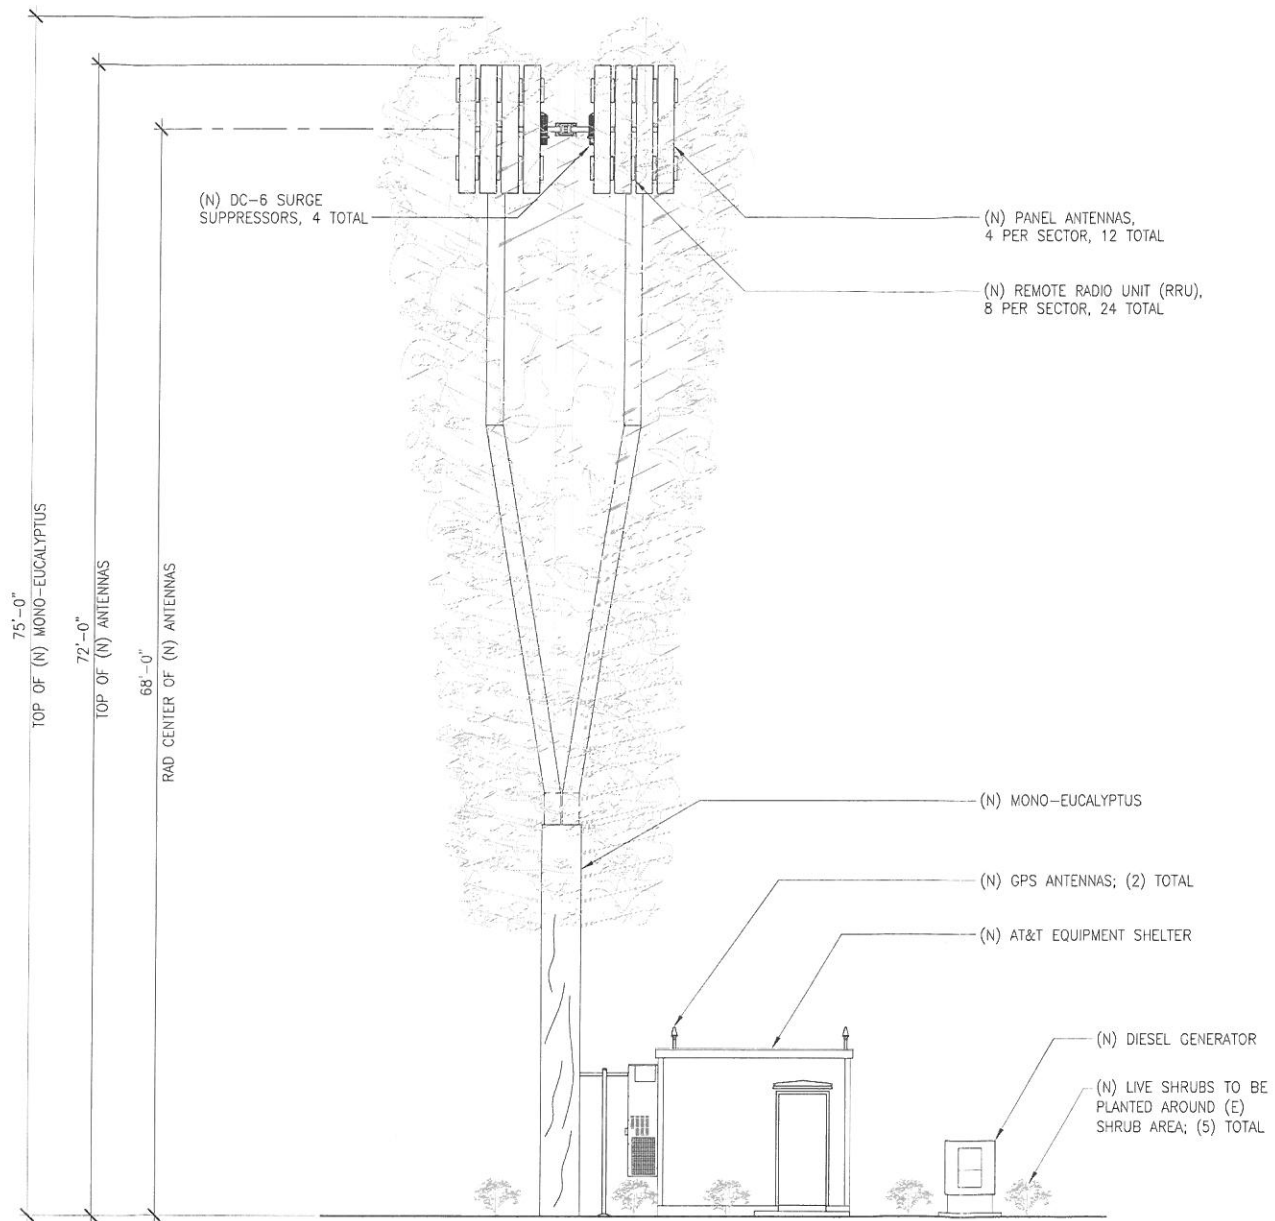 75'-0"
TOP OF (N) MONO-EUCALYPTUS
72'-0"
TOP OF (N) ANTENNAS
68'-0"
RAD CENTER OF (N) ANTENNAS
(N) DC-6 SURGE
SUPPRESSORS, 4 TOTAL
(N) PANEL ANTENNAS,
4 PER SECTOR, 12 TOTAL
(N) REMOTE RADIO UNIT (RRU),
8 PER SECTOR, 24 TOTAL
(N) MONO-EUCALYPTUS
(N) GPS ANTENNAS; (2) TOTAL
(N) AT&T EQUIPMENT SHELTER
(N) DIESEL GENERATOR
(N) LIVE SHRUBS TO BE
PLANTED AROUND (E)
SHRUB AREA; (5) TOTAL